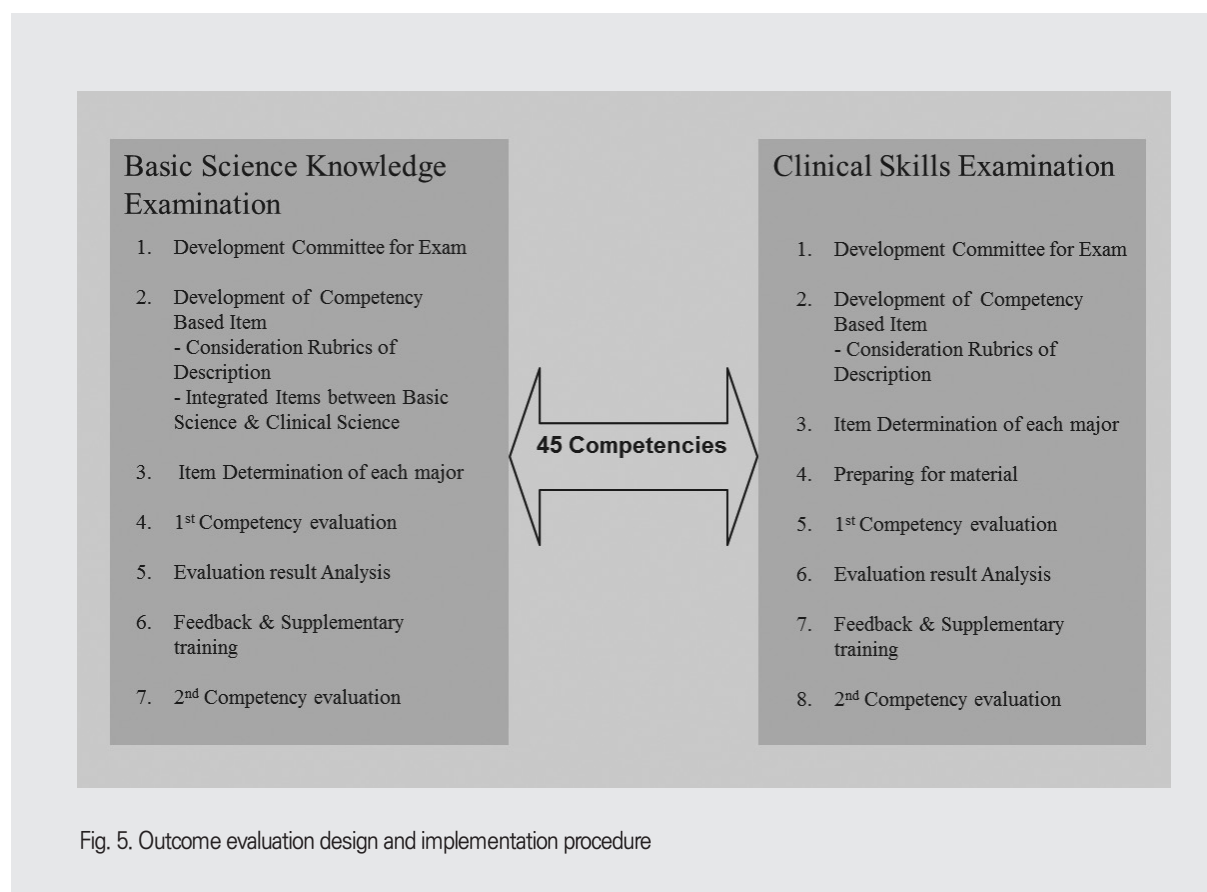 Basic Science Knowledge
Examination
1. Development Committee for Exam
2. Development of Competency
Based Item
- Consideration Rubrics of
Description
- Integrated Items between Basic
Science & Clinical Science
3. Item Determination of each major
4. 1st Competency evaluation
5. Evaluation result Analysis
6. Feedback & Supplementary
training
7. 2nd Competency evaluation
45 Competencies
Clinical Skills Examination
1. Development Committee for Exam
2. Development of Competency
Based Item
- Consideration Rubrics of
Description
3. Item Determination of each major
4. Preparing for material
5. 1st Competency evaluation
6. Evaluation result Analysis
7. Feedback & Supplementary
training
8. 2nd Competency evaluation
Fig. 5. Outcome evaluation design and implementation procedure